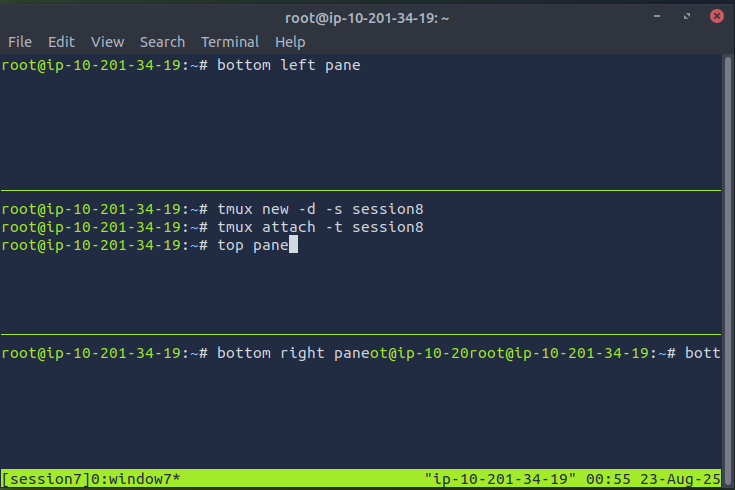 root@ip-10-201-34-19: ~
File Edit View Search Terminal Help
root@ip-10-201-34-19:~# bottom left pane
root@ip-10-201-34-19:~# tmux new -d -s session8
root@ip-10-201-34-19:~# tmux attach -t session8
root@ip-10-201-34-19:~# top pane
root@ip-10-201-34-19:~# bottom right paneot@ip-10-20root@ip-10-201-34-19:~# bott
[session7]0:window7* "ip-10-201-34-19" 00:55 23-Aug-25